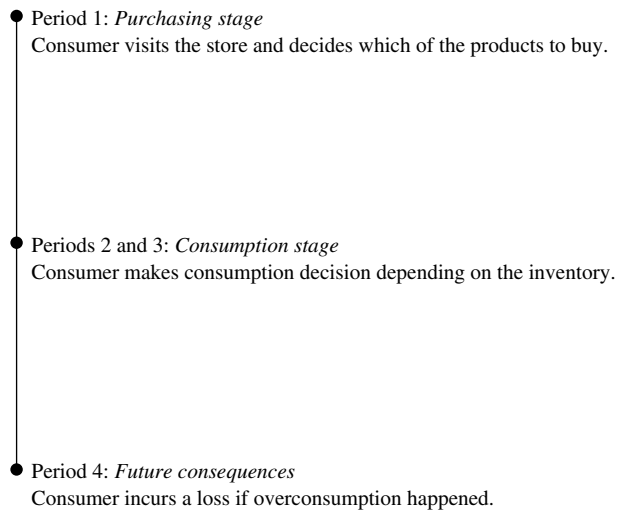 Period 1: Purchasing stage
Consumer visits the store and decides which of the products to buy.
Periods 2 and 3: Consumption stage
Consumer makes consumption decision depending on the inventory.
Period 4: Future consequences
Consumer incurs a loss if overconsumption happened.